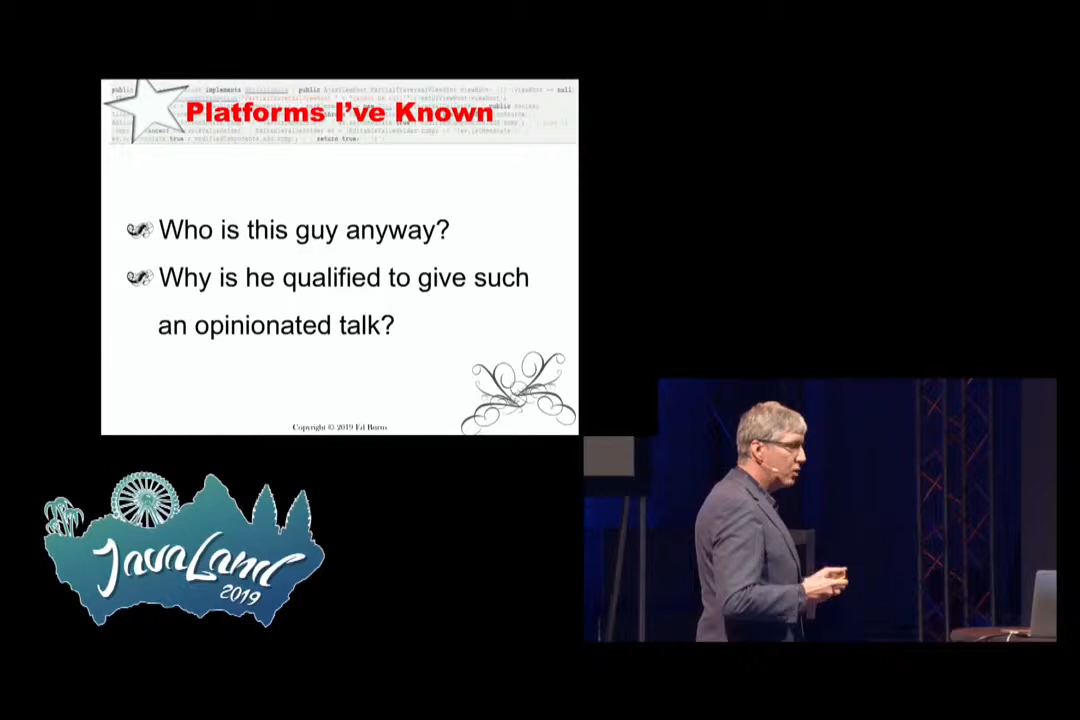 Platforms I've Known
Who is this guy anyway?
Why is he qualified to give such
an opinionated talk?
Copyright © 2019 Ed Burns
JavaLand
2019